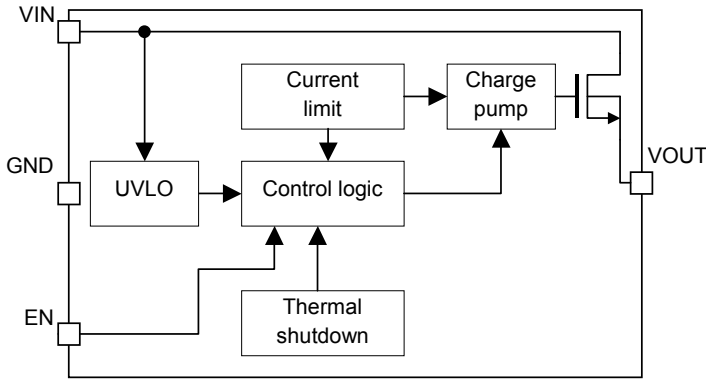 VIN
Current
limit
Charge
pump
GND
UVLO
Control logic
VOUT
EN
Thermal
shutdown